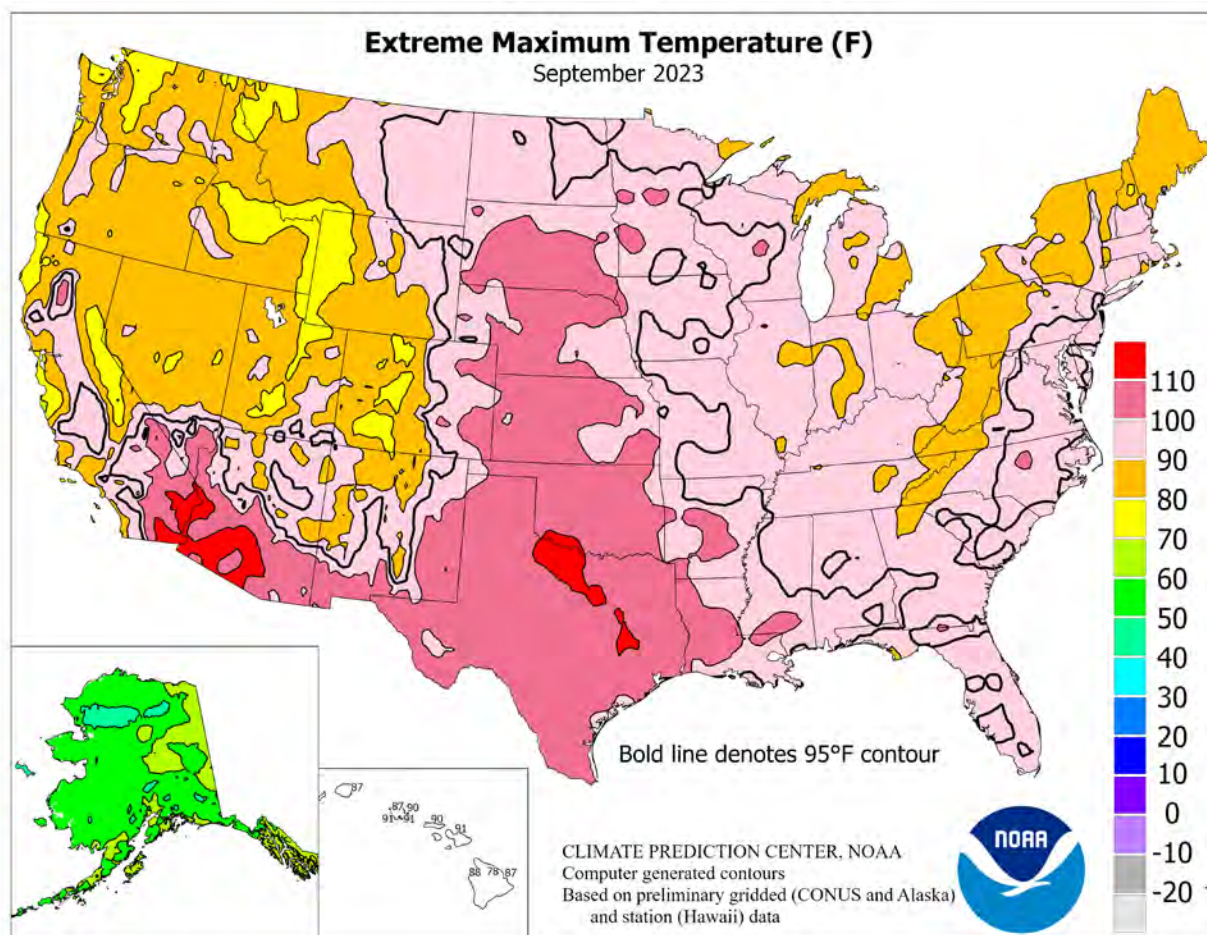 Extreme Maximum Temperature (F)
September 2023
110
100
90
80
70
60
50
40
30
20
10
0
-10
-20
Bold line denotes 95°F contour
87
87 90
91 91
90
91
88 78 87
CLIMATE PREDICTION CENTER, NOAA
Computer generated contours
Based on preliminary gridded (CONUS and Alaska)
and station (Hawaii) data
NOAA